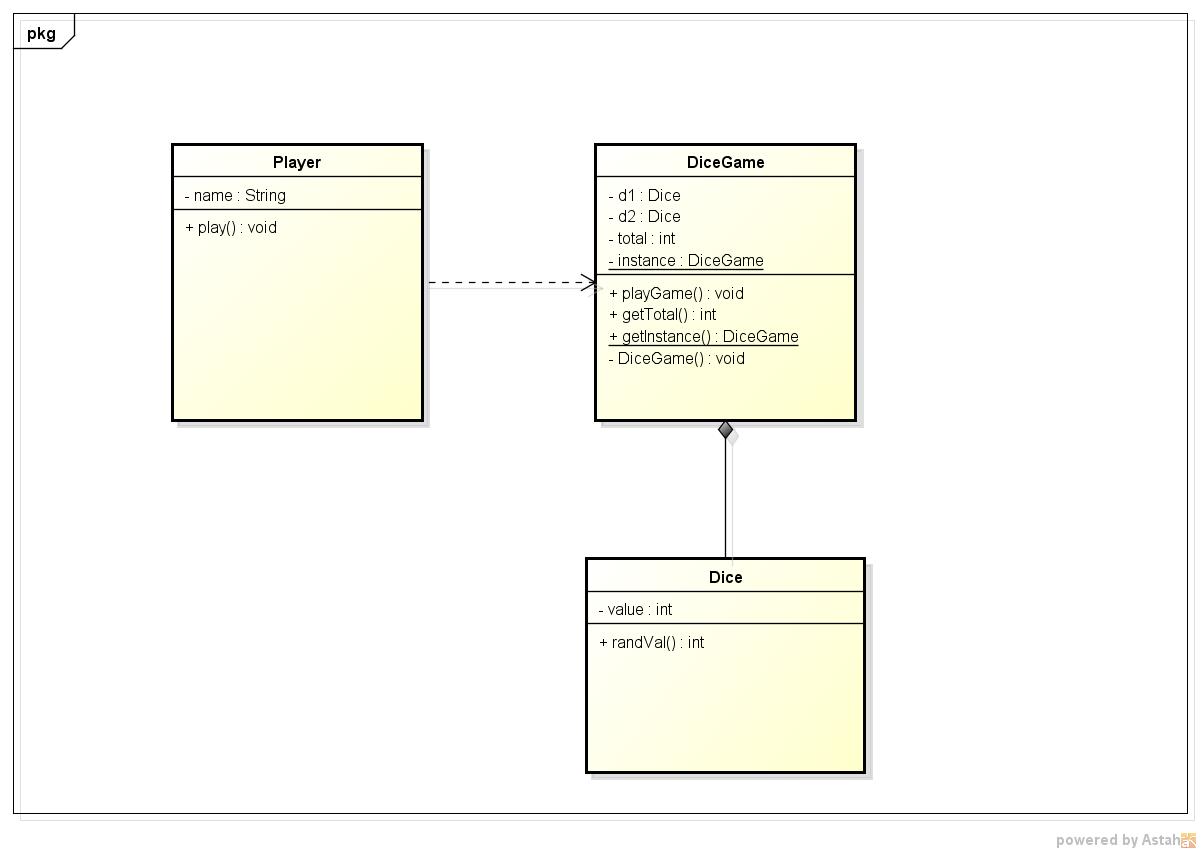 pkg
Player
- name : String
+ play() : void
DiceGame
- d1 : Dice
- d2 : Dice
- total : int
- instance : DiceGame
+ playGame() : void
+ getTotal() : int
+ getInstance() : DiceGame
- DiceGame() : void
Dice
- value : int
+ randVal() : int
powered by Astah